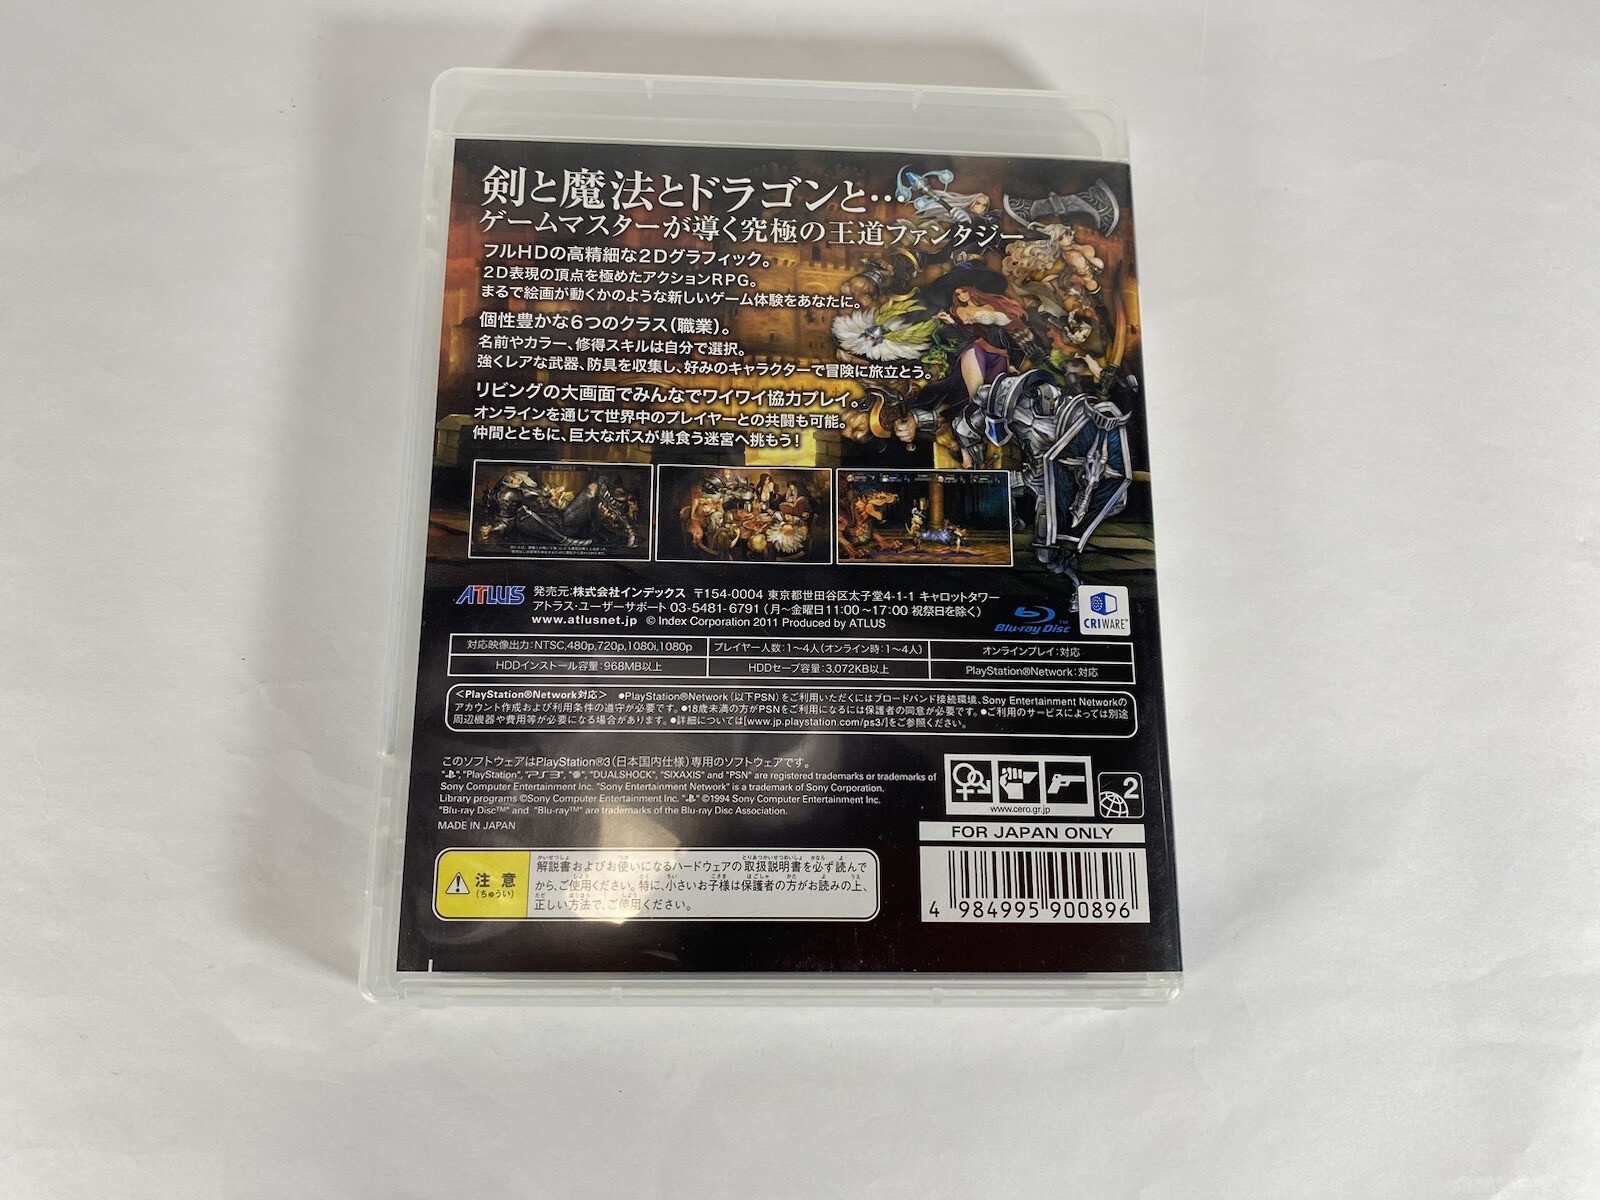 剣と魔法とドラゴンと…
ゲームマスターが導く究極の王道ファンタジー
フルHDの高精細な2Dグラフィック。
2D表現の頂点を極めたアクションRPG。
まるで絵画が動くかのような新しいゲーム体験をあなたに。
個性豊かな6つのクラス(職業)。
名前やカラー、修得スキルは自分で選択。
強くレアな武器、防具を収集し、好みのキャラクターで冒険に旅立とう。
リビングの大画面でみんなでワイワイ協力プレイ。
オンラインを通じて世界中のプレイヤーとの共闘も可能。
仲間とともに、巨大なボスが巣食う迷宮へ挑もう!
ATLUS
発売元:株式会社インデックス 〒154-0004 東京都世田谷区太子堂4-1-1 キャロットタワー
アトラス・ユーザーサポート 03-5481-6791 (月~金曜日11:00~17:00 祝祭日を除く)
www.atlusnet.jp © Index Corporation 2011 Produced by ATLUS
Blu-ray Disc™
CRIWARE™
対応映像出力:NTSC,480p,720p,1080i,1080p
プレイヤー人数:1~4人(オンライン時:1~4人)
オンラインプレイ:対応
HDDインストール容量:968MB以上
HDDセーブ容量:3,072KB以上
PlayStation®Network:対応
<PlayStation®Network対応> ●PlayStation®Network(以下PSN)をご利用いただくにはブロードバンド接続環境、Sony Entertainment Networkの
アカウント作成および利用条件の遵守が必要です。●18歳未満の方がPSNをご利用になるには保護者の同意が必要です。●ご利用のサービスによっては別途
周辺機器や費用等が必要になる場合があります。●詳細については[www.jp.playstation.com/ps3/]をご参照ください。
このソフトウェアはPlayStation®3(日本国内仕様)専用のソフトウェアです。
"PlayStation", "PS3", "DUALSHOCK", "SIXAXIS" and "PSN" are registered trademarks or trademarks of
Sony Computer Entertainment Inc. "Sony Entertainment Network" is a trademark of Sony Corporation.
Library programs ©Sony Computer Entertainment Inc. ©1994 Sony Computer Entertainment Inc.
"Blu-ray Disc™" and "Blu-ray™" are trademarks of the Blu-ray Disc Association.
MADE IN JAPAN
www.cero.gr.jp
2
FOR JAPAN ONLY
4 984995 900896
注意
(ちゅうい)
解説書およびお使いになるハードウェアの取扱説明書を必ず読んで
から、ご使用ください。特に、小さいお子様は保護者の方がお読みの上、
正しい方法で、ご使用ください。